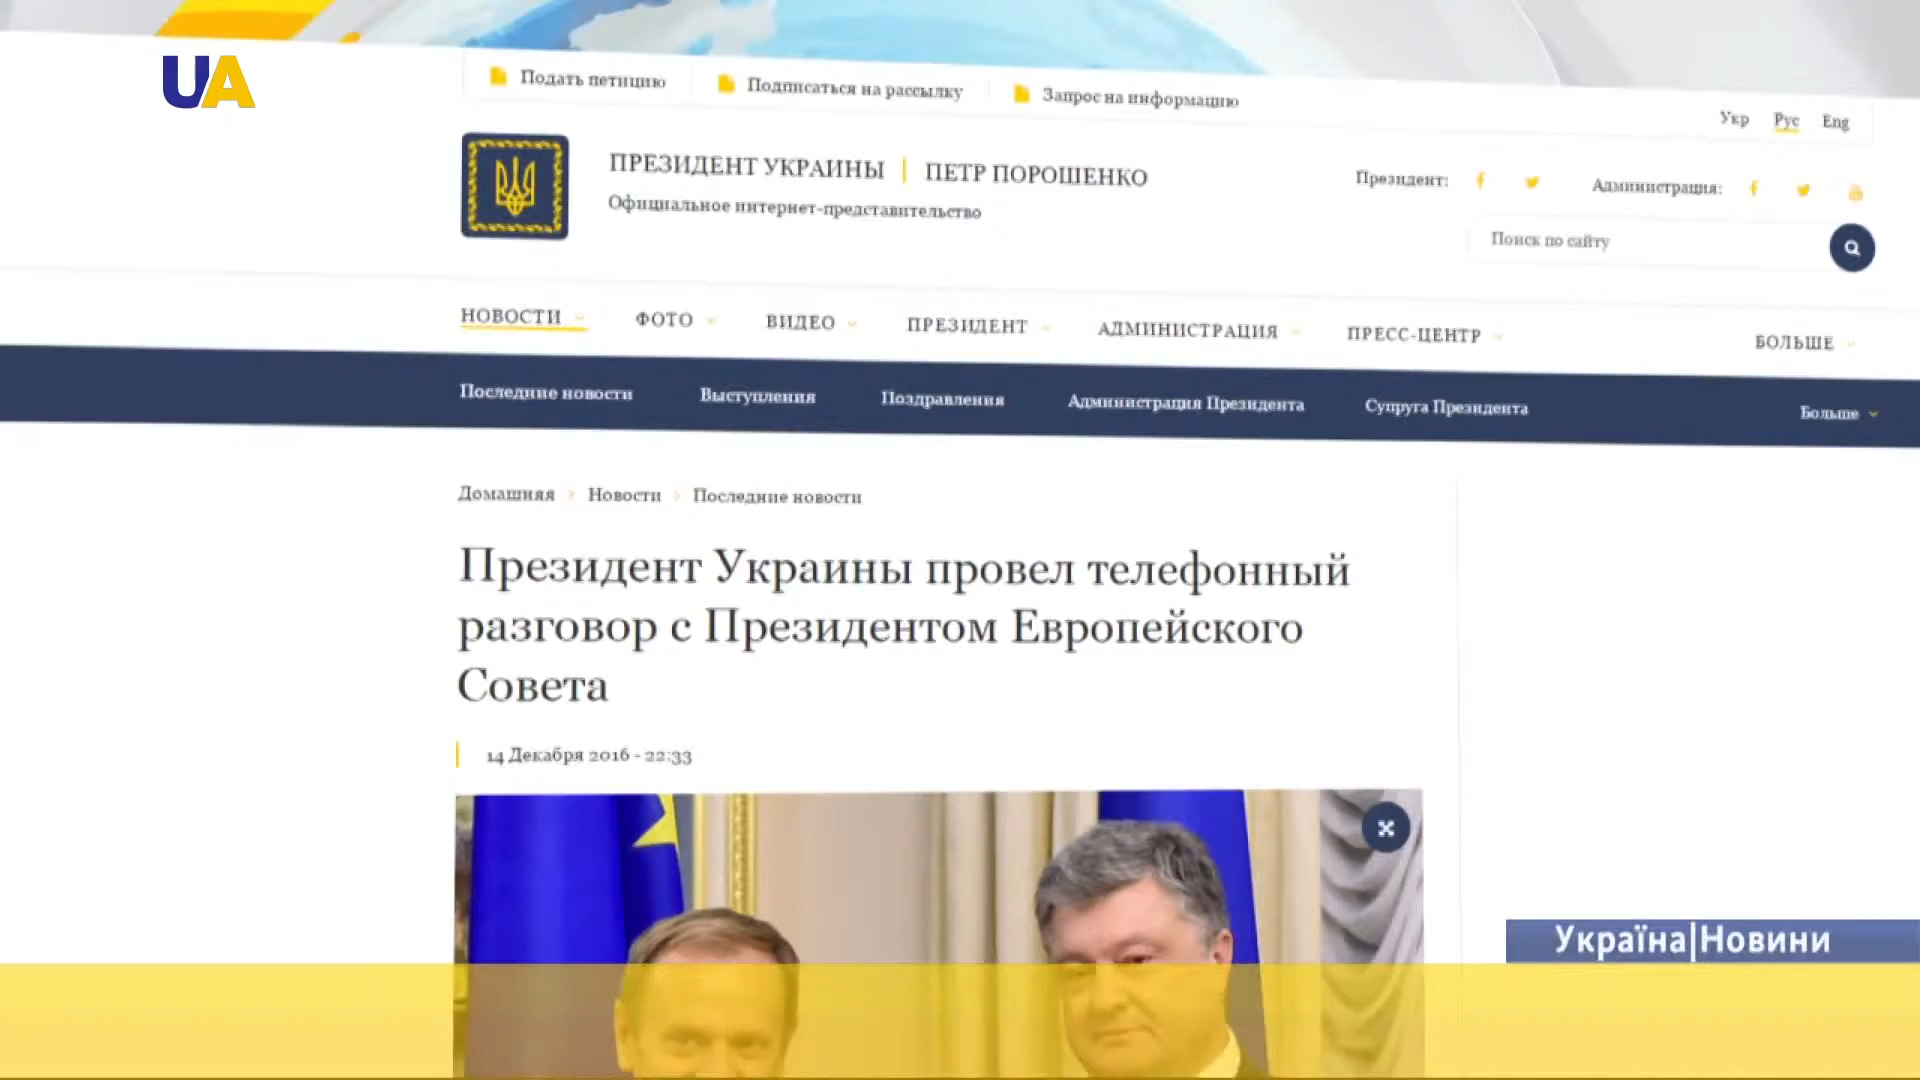 UA
Подать петицию
Подписаться на рассылку
Запрос на информацию
Укр Рус Eng
ПРЕЗИДЕНТ УКРАИНЫ | ПЕТР ПОРОШЕНКО
Официальное интернет-представительство
Президент:
Администрация:
Поиск по сайту
НОВОСТИ ФОТО ВИДЕО ПРЕЗИДЕНТ АДМИНИСТРАЦИЯ ПРЕСС-ЦЕНТР БОЛЬШЕ
Последние новости Выступления Поздравления Администрация Президента Супруга Президента Больше
Домашняя Новости Последние новости
Президент Украины провел телефонный
разговор с Президентом Европейского
Совета
14 Декабря 2016 - 22:33
Україна|Новини